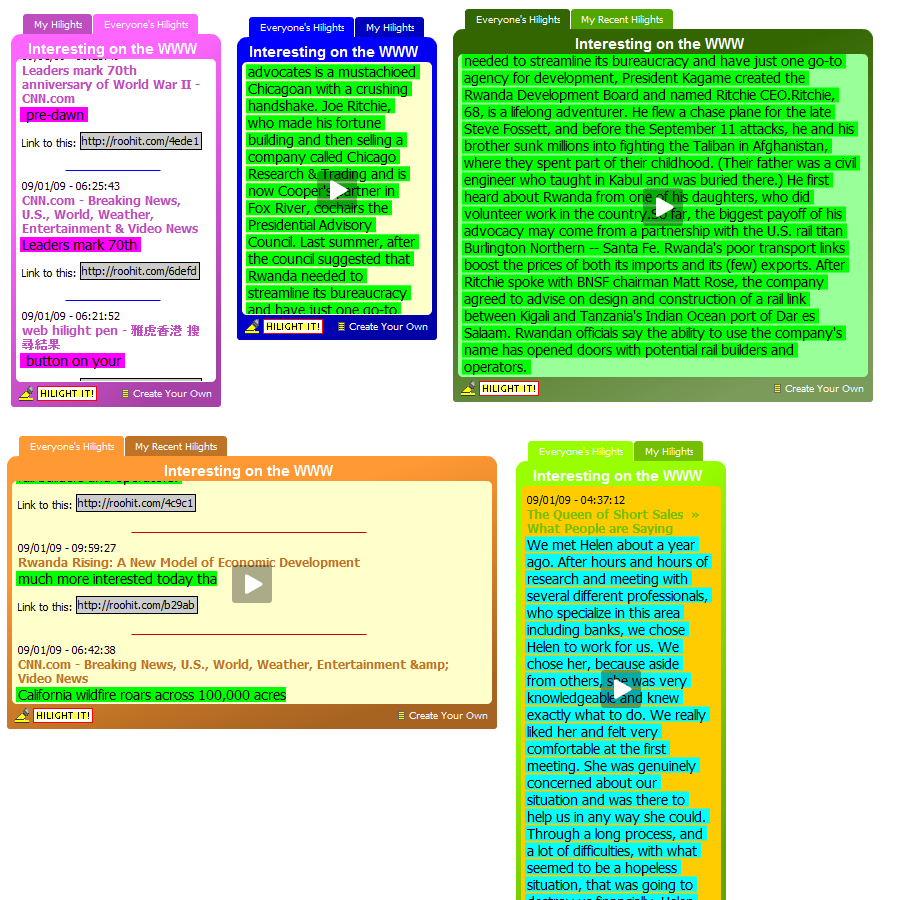 My Hilights Everyone's Hilights
Interesting on the WWW
Leaders mark 70th
anniversary of World War II -
CNN.com
pre-dawn
Link to this: http://roohit.com/4ede1
09/01/09 - 06:25:43
CNN.com - Breaking News,
U.S., World, Weather,
Entertainment & Video News
Leaders mark 70th
Link to this: http://roohit.com/6defd
09/01/09 - 06:21:52
web hilight pen - 雅虎香港 搜
尋結果
button on your
HILIGHT IT! Create Your Own
Everyone's Hilights My Hilights
Interesting on the WWW
advocates is a mustachioed
Chicagoan with a crushing
handshake. Joe Ritchie,
who made his fortune
building and then selling a
company called Chicago
Research & Trading and is
now Cooper's partner in
Fox River, cochairs the
Presidential Advisory
Council. Last summer, after
the council suggested that
Rwanda needed to
streamline its bureaucracy
and have just one go-to
HILIGHT IT! Create Your Own
Everyone's Hilights My Recent Hilights
Interesting on the WWW
needed to streamline its bureaucracy and have just one go-to
agency for development, President Kagame created the
Rwanda Development Board and named Ritchie CEO.Ritchie,
68, is a lifelong adventurer. He flew a chase plane for the late
Steve Fossett, and before the September 11 attacks, he and his
brother sunk millions into fighting the Taliban in Afghanistan,
where they spent part of their childhood. (Their father was a civil
engineer who taught in Kabul and was buried there.) He first
heard about Rwanda from one of his daughters, who did
volunteer work in the country.So far, the biggest payoff of his
advocacy may come from a partnership with the U.S. rail titan
Burlington Northern -- Santa Fe. Rwanda's poor transport links
boost the prices of both its imports and its (few) exports. After
Ritchie spoke with BNSF chairman Matt Rose, the company
agreed to advise on design and construction of a rail link
between Kigali and Tanzania's Indian Ocean port of Dar es
Salaam. Rwandan officials say the ability to use the company's
name has opened doors with potential rail builders and
operators.
HILIGHT IT! Create Your Own
Everyone's Hilights My Recent Hilights
Interesting on the WWW
Link to this: http://roohit.com/4c9c1
09/01/09 - 09:59:27
Rwanda Rising: A New Model of Economic Development
much more interested today tha
Link to this: http://roohit.com/b29ab
09/01/09 - 06:42:38
CNN.com - Breaking News, U.S., World, Weather, Entertainment &amp;
Video News
California wildfire roars across 100,000 acres
HILIGHT IT! Create Your Own
Everyone's Hilights My Hilights
Interesting on the WWW
09/01/09 - 04:37:12
The Queen of Short Sales »
What People are Saying
We met Helen about a year
ago. After hours and hours of
research and meeting with
several different professionals,
who specialize in this area
including banks, we chose
Helen to work for us. We
chose her, because aside
from others, she was very
knowledgeable and knew
exactly what to do. We really
liked her and felt very
comfortable at the first
meeting. She was genuinely
concerned about our
situation and was there to
help us in any way she could.
Through a long process, and
a lot of difficulties, with what
seemed to be a hopeless
situation, that was going to